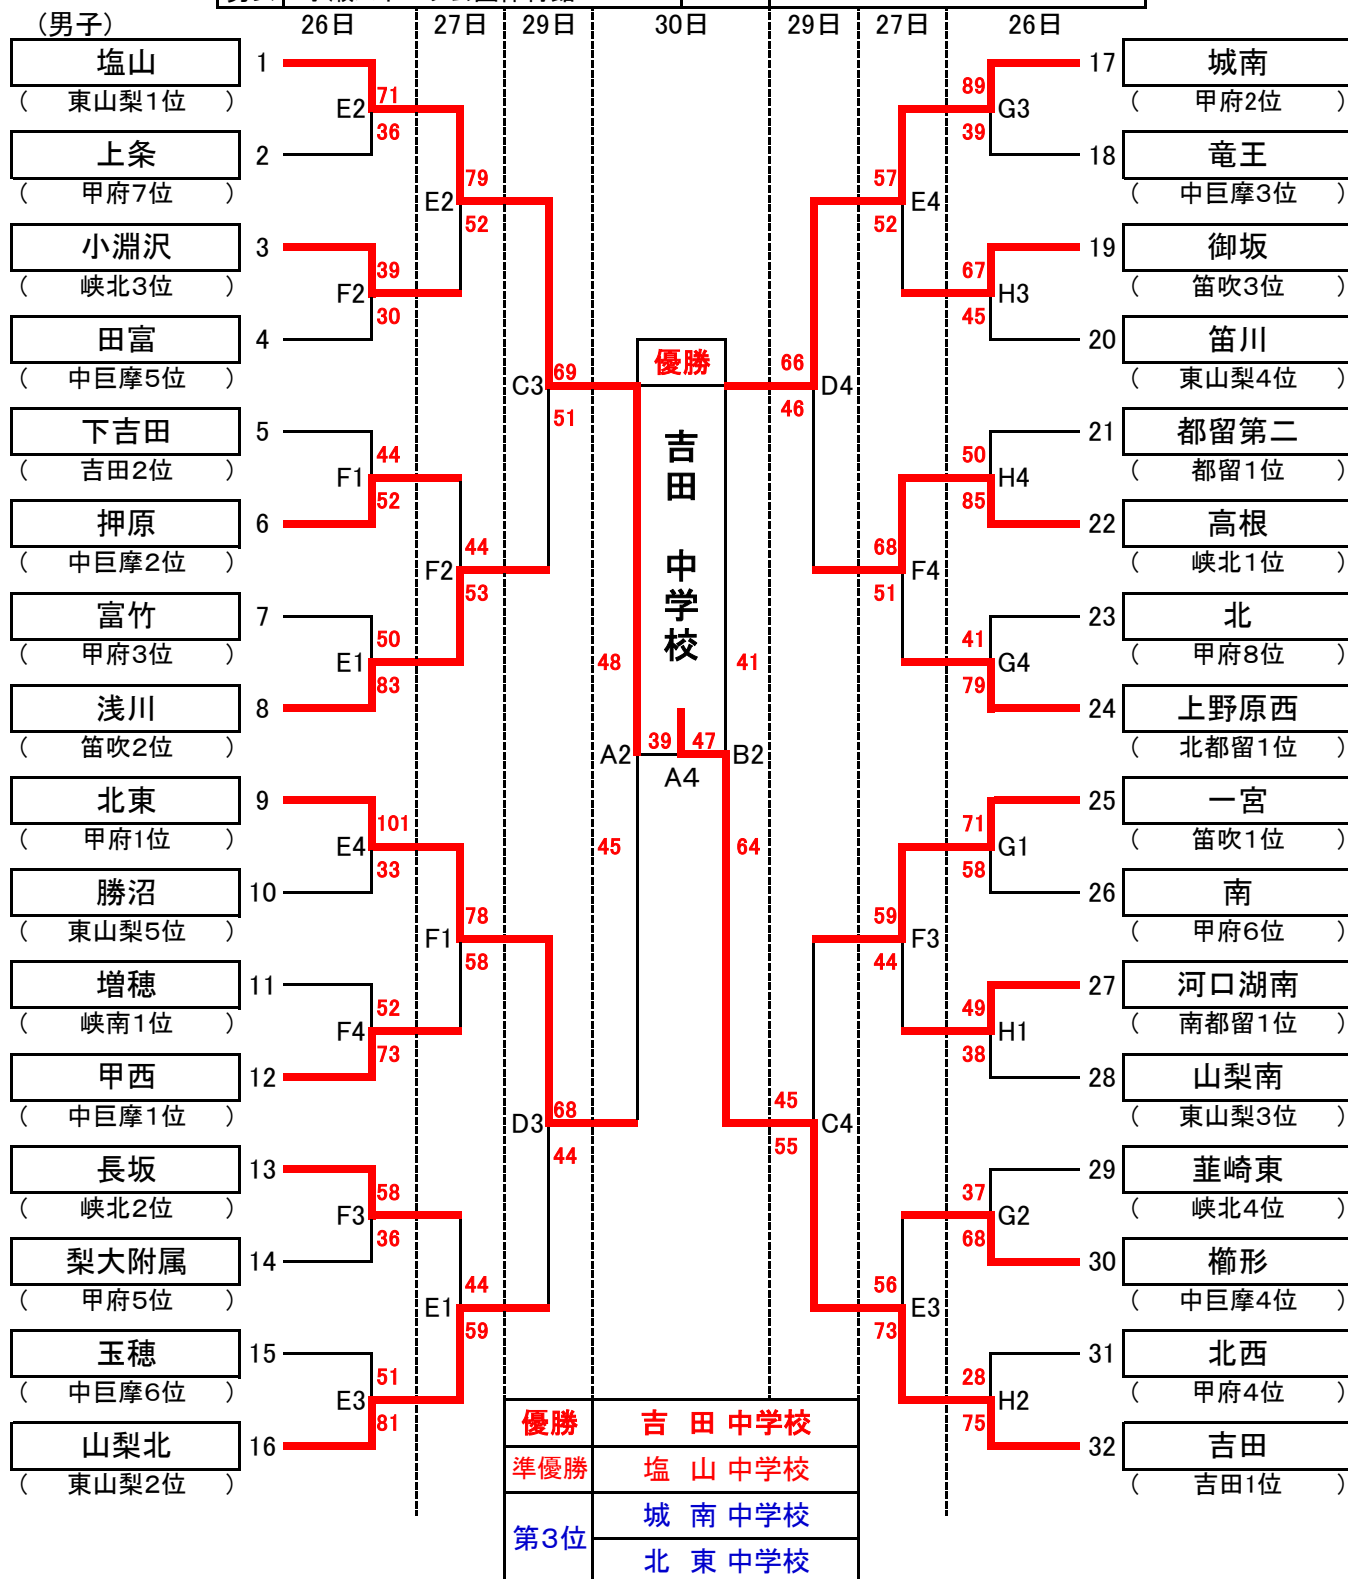 (男子)
26日 27日 29日 30日 29日 27日 26日
塩山 1 17 城南
( 東山梨1位 ) 71 89 ( 甲府2位 )
E2 G3
36 39
上条 2 18 竜王
( 甲府7位 ) 79 57 ( 中巨摩3位 )
E2 E4
52 52
小淵沢 3 19 御坂
( 峡北3位 ) 39 67 ( 笛吹3位 )
F2 H3
30 45
田富 4 20 笛川
( 中巨摩5位 ) 69 優勝 66 ( 東山梨4位 )
C3 D4
51 46
下吉田 5 21 都留第二
( 吉田2位 ) 44 50 ( 都留1位 )
F1 H4
52 85
押原 6 22 高根
( 中巨摩2位 ) 44 68 ( 峡北1位 )
F2 F4
53 51
富竹 7 23 北
( 甲府3位 ) 50 41 ( 甲府8位 )
E1 G4
83 79
吉田 中学校
48 41
浅川 8 24 上野原西
( 笛吹2位 ) ( 北都留1位 )
39 47
A2 A4 B2
45 64
北東 9 25 一宮
( 甲府1位 ) 101 71 ( 笛吹1位 )
E4 G1
33 58
勝沼 10 26 南
( 東山梨5位 ) 78 59 ( 甲府6位 )
F1 F3
58 44
増穂 11 27 河口湖南
( 峡南1位 ) 52 49 ( 南都留1位 )
F4 H1
73 38
甲西 12 28 山梨南
( 中巨摩1位 ) 68 45 ( 東山梨3位 )
D3 C4
44 55
長坂 13 29 韮崎東
( 峡北2位 ) 58 37 ( 峡北4位 )
F3 G2
36 68
梨大附属 14 30 櫛形
( 甲府5位 ) 44 56 ( 中巨摩4位 )
E1 E3
59 73
玉穂 15 31 北西
( 中巨摩6位 ) 51 28 ( 甲府4位 )
E3 H2
81 75
山梨北 16 32 吉田
( 東山梨2位 ) ( 吉田1位 )
優勝 吉 田 中学校
準優勝 塩 山 中学校
第3位 城 南 中学校
北 東 中学校